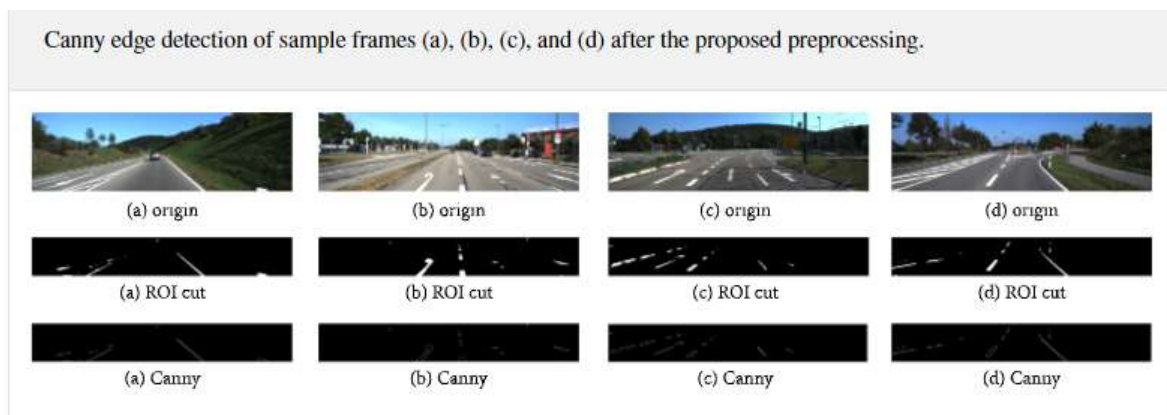 Canny edge detection of sample frames (a), (b), (c), and (d) after the proposed preprocessing.
(a) origin
(b) origin
(c) origin
(d) origin
(a) ROI cut
(b) ROI cut
(c) ROI cut
(d) ROI cut
(a) Canny
(b) Canny
(c) Canny
(d) Canny